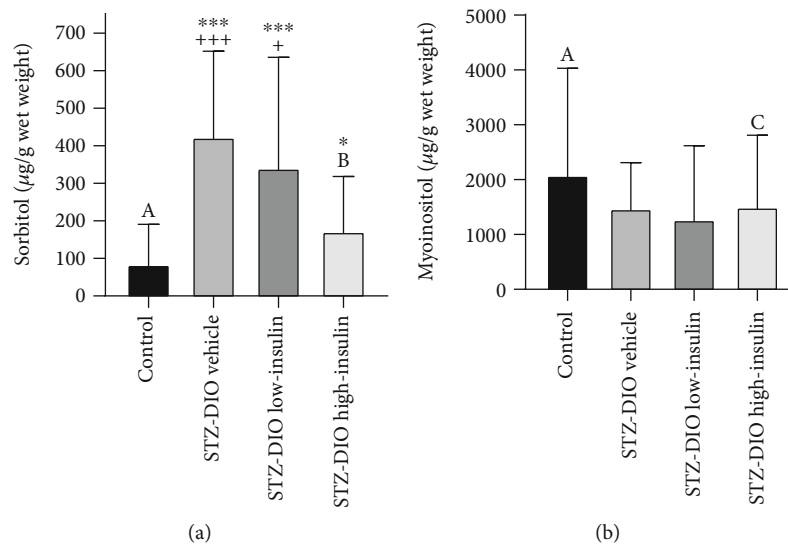 Sorbitol (µg/g wet weight)
700
600
500
400
300
200
100
0
A
***
+++
***
+
*
B
Control
STZ-DIO vehicle
STZ-DIO low-insulin
STZ-DIO high-insulin
(a)
Myoinositol (µg/g wet weight)
5000
4000
3000
2000
1000
0
A
C
Control
STZ-DIO vehicle
STZ-DIO low-insulin
STZ-DIO high-insulin
(b)